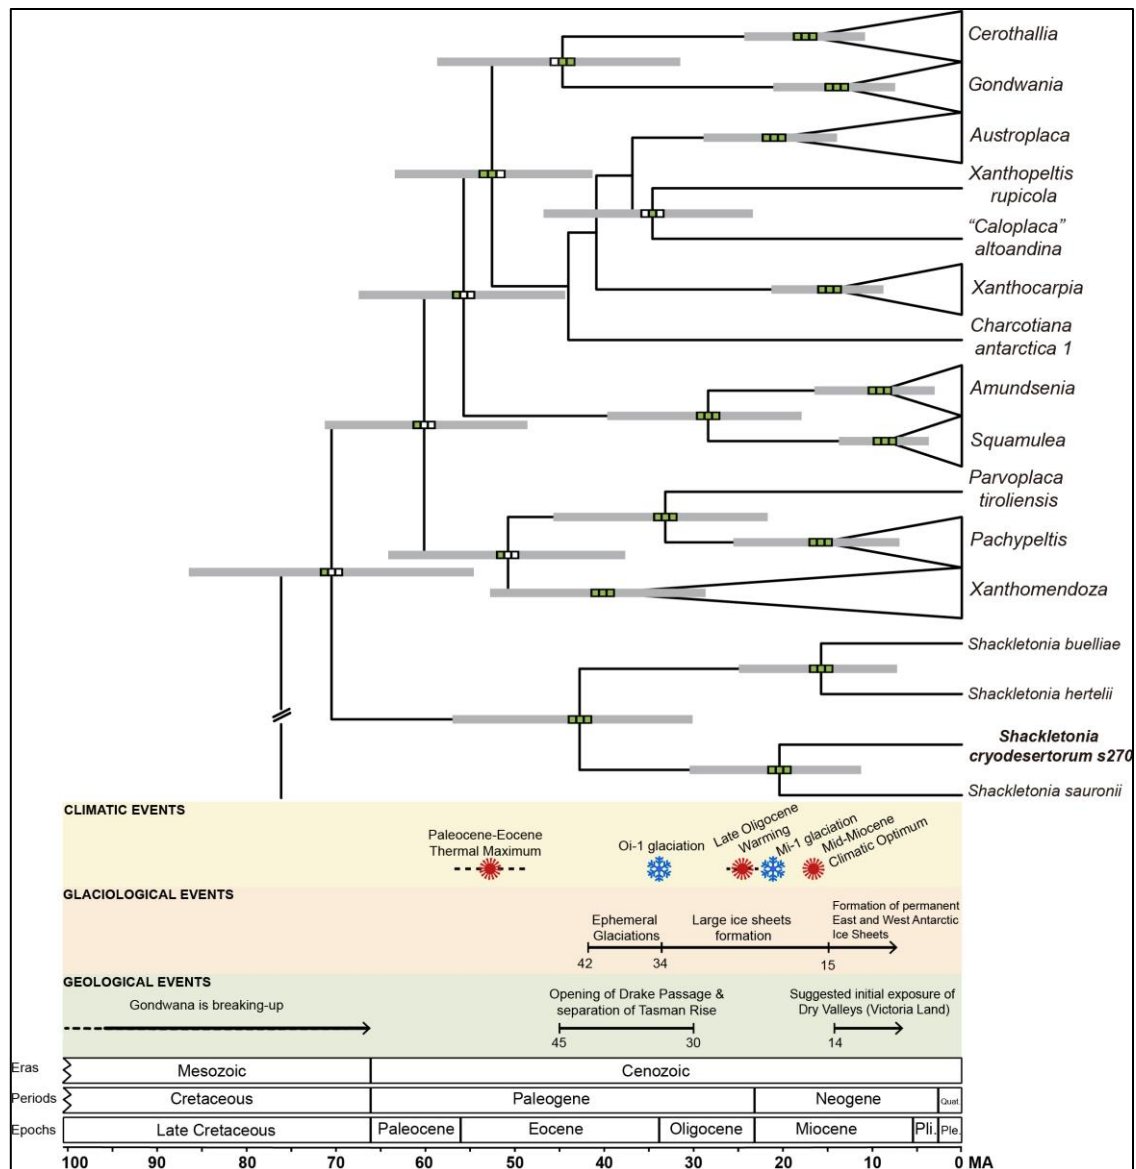 Cerothallia
Gondwania
Austroplaca
Xanthopeltis
rupicola
“Caloplaca”
altoandina
Xanthocarpia
Charcotiana
antarctica 1
Amundsenia
Squamulea
Parvoplaca
tiroliensis
Pachypeltis
Xanthomendoza
Shackletonia buelliae
Shackletonia hertelii
Shackletonia
cryodesertorum s270
Shackletonia sauronii
CLIMATIC EVENTS
Paleocene-Eocene
Thermal Maximum
Oi-1 glaciation
Late Oligocene
Warming
Mi-1 glaciation
Mid-Miocene
Climatic Optimum
GLACIOLOGICAL EVENTS
Ephemeral
Glaciations
Large ice sheets
formation
Formation of permanent
East and West Antarctic
Ice Sheets
42 34 15
GEOLOGICAL EVENTS
Gondwana is breaking-up
Opening of Drake Passage &
separation of Tasman Rise
Suggested initial exposure of
Dry Valleys (Victoria Land)
45 30 14
Eras Mesozoic Cenozoic
Periods Cretaceous Paleogene Neogene Quat.
Epochs Late Cretaceous Paleocene Eocene Oligocene Miocene Pli. Ple.
100 90 80 70 60 50 40 30 20 10 0 MA